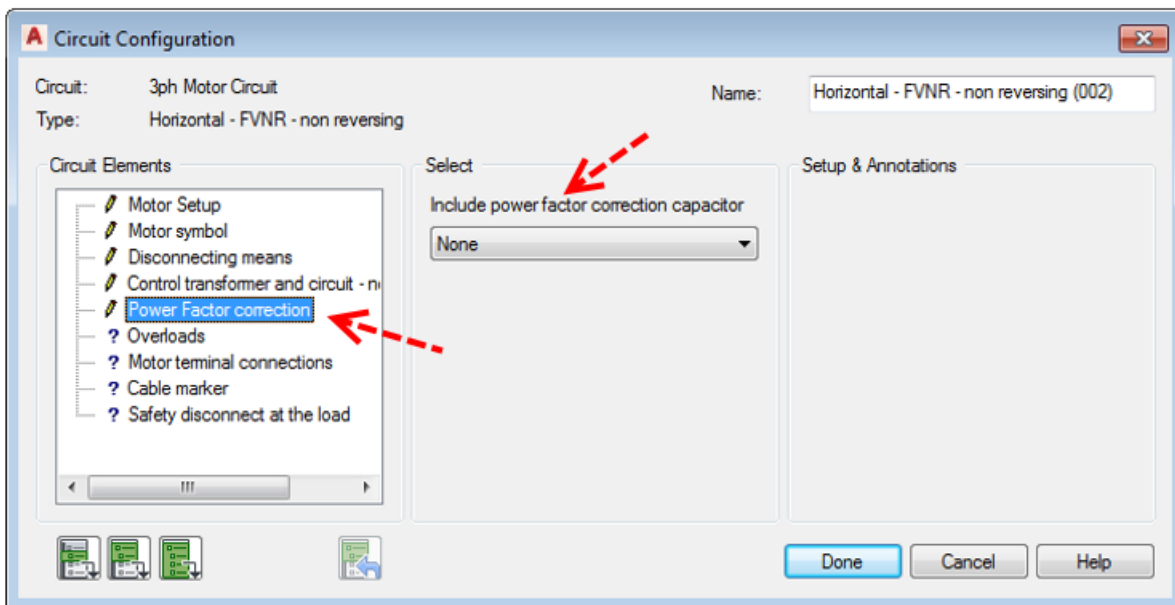 Circuit Configuration
Circuit: 3ph Motor Circuit
Name: Horizontal - FVNR - non reversing (002)
Type: Horizontal - FVNR - non reversing
Circuit Elements
Motor Setup
Motor symbol
Disconnecting means
Control transformer and circuit - n
Power Factor correction
? Overloads
? Motor terminal connections
? Cable marker
? Safety disconnect at the load
Select
Include power factor correction capacitor
None
Setup & Annotations
Done Cancel Help